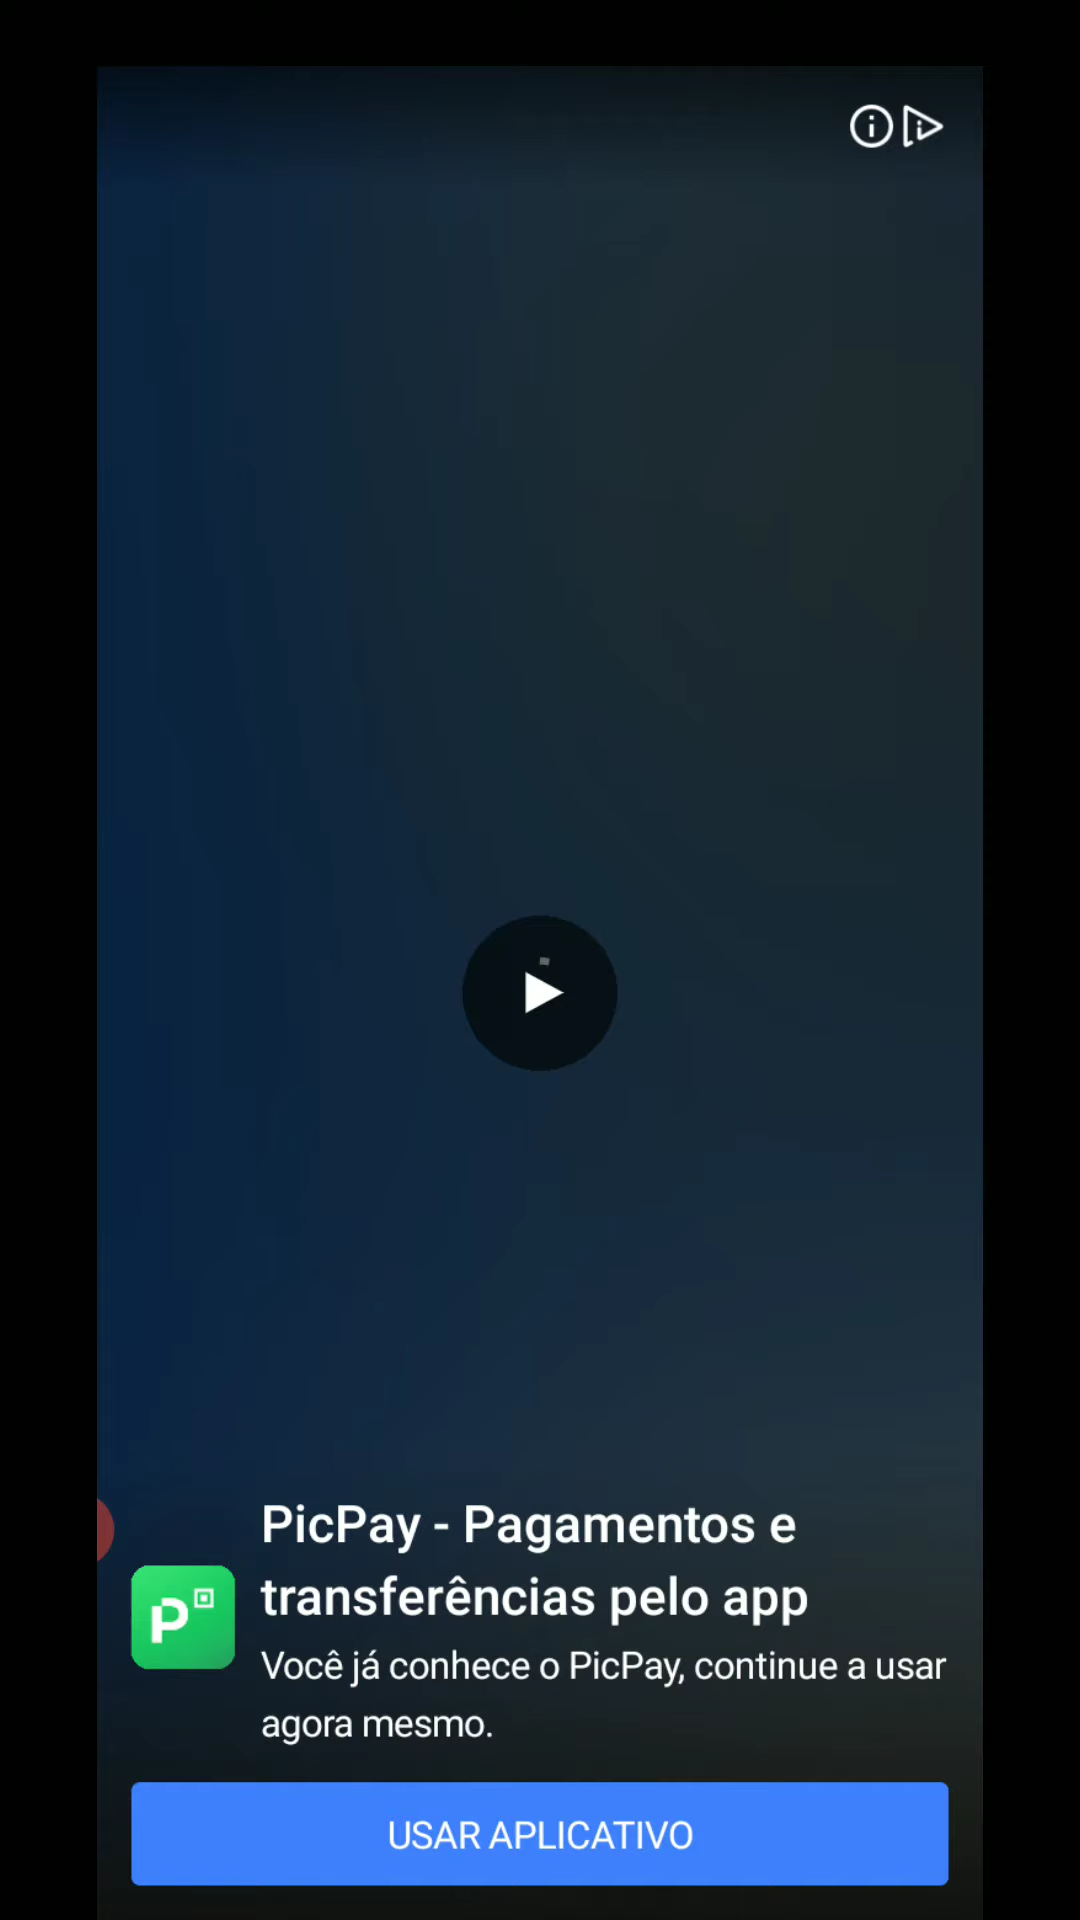 PicPay - Pagamentos e
transferências pelo app
Você já conhece o PicPay, continue a usar
agora mesmo.
USAR APLICATIVO